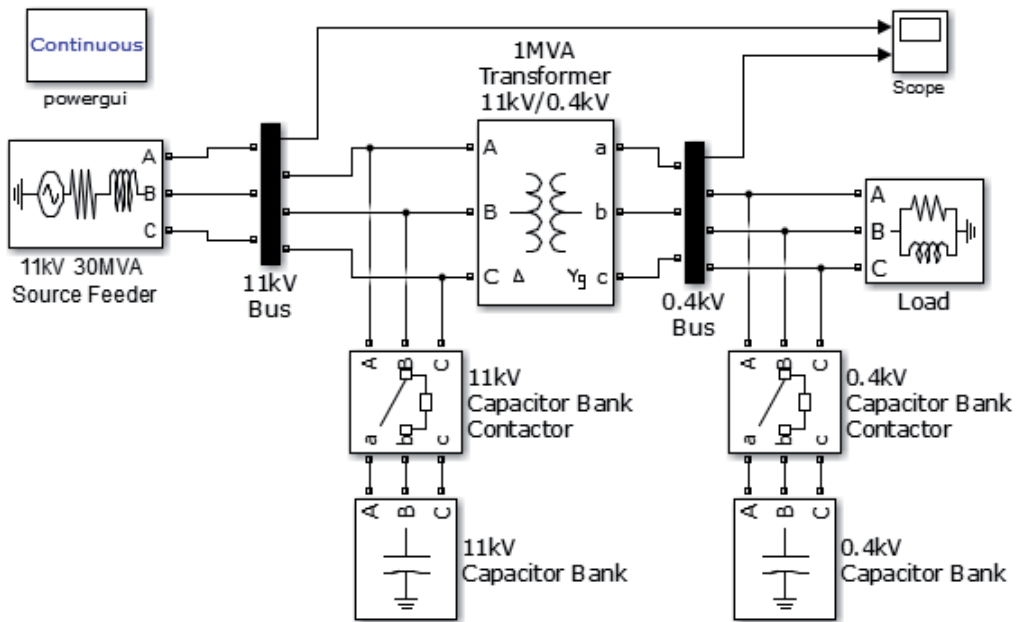 Continuous
powergui
1MVA
Transformer
11kV/0.4kV
Scope
A
B
C
11kV 30MVA
Source Feeder
11kV
Bus
A
B
C
Δ
Yg
a
b
c
0.4kV
Bus
A
B
C
Load
A B C
a b c
11kV
Capacitor Bank
Contactor
A B C
a b c
0.4kV
Capacitor Bank
Contactor
A B C
11kV
Capacitor Bank
A B C
0.4kV
Capacitor Bank